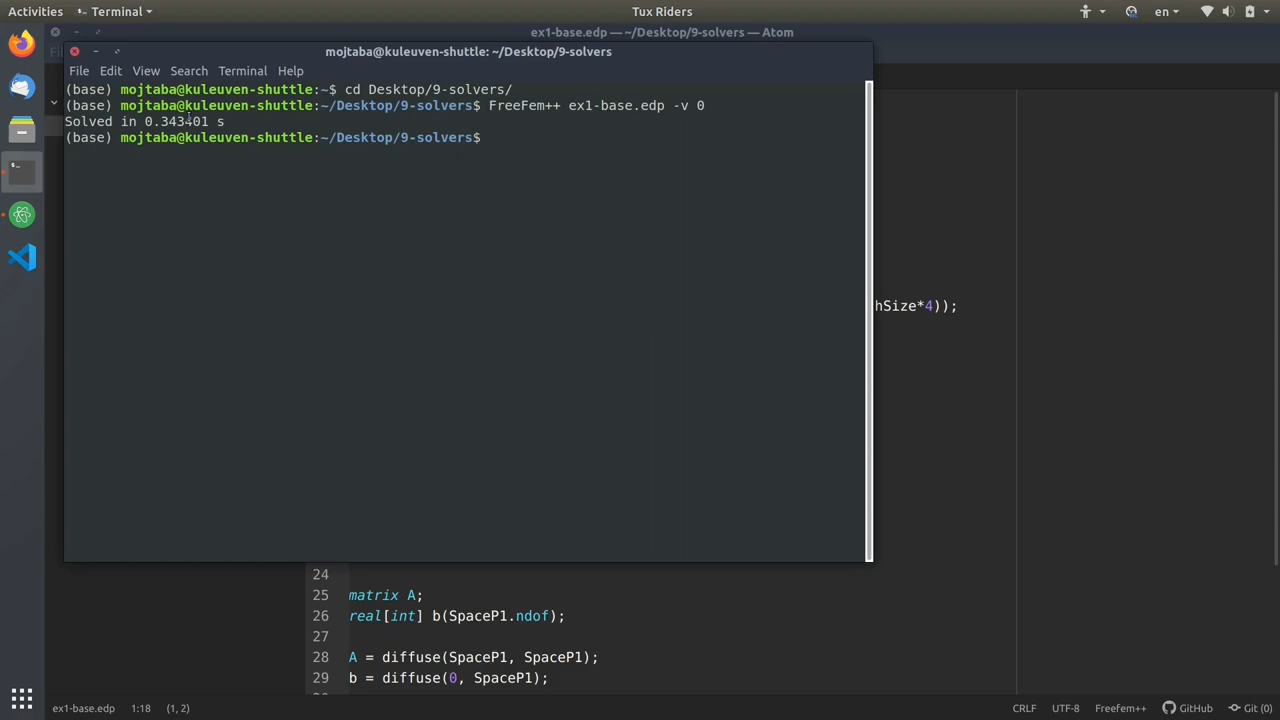 Activities
Terminal
Tux Riders
en
ex1-base.edp — ~/Desktop/9-solvers — Atom
mojtaba@kuleuven-shuttle: ~/Desktop/9-solvers
File Edit View Search Terminal Help
(base) mojtaba@kuleuven-shuttle:~$ cd Desktop/9-solvers/
(base) mojtaba@kuleuven-shuttle:~/Desktop/9-solvers$ FreeFem++ ex1-base.edp -v 0
Solved in 0.343401 s
(base) mojtaba@kuleuven-shuttle:~/Desktop/9-solvers$
hSize*4));
24
25 matrix A;
26 real[int] b(SpaceP1.ndof);
27
28 A = diffuse(SpaceP1, SpaceP1);
29 b = diffuse(0, SpaceP1);
ex1-base.edp 1:18 (1, 2) CRLF UTF-8 Freefem++ GitHub Git (0)